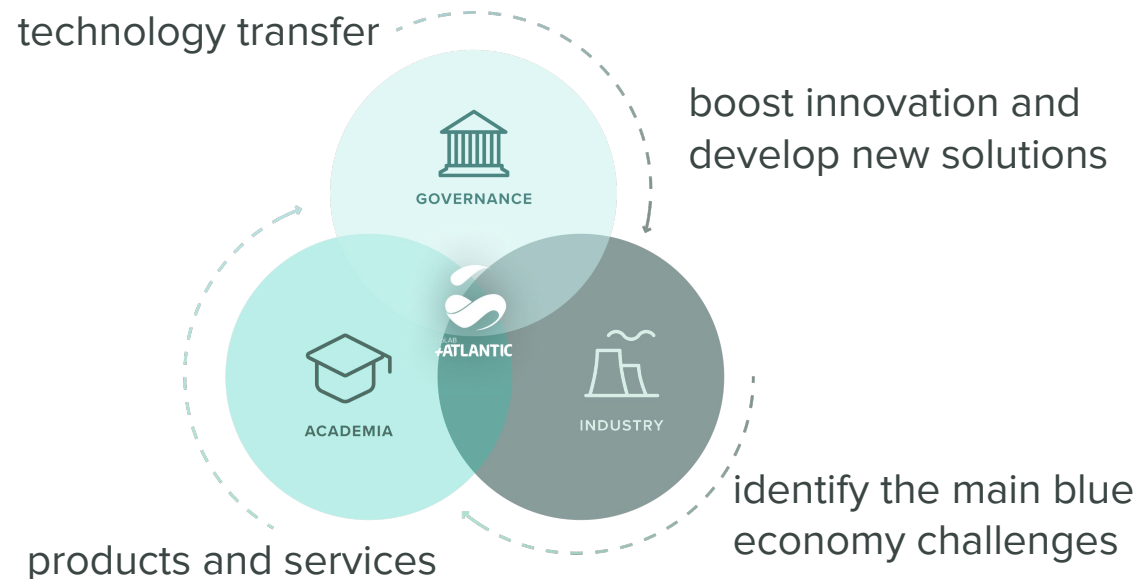 technology transfer
boost innovation and
develop new solutions
GOVERNANCE
+ATLANTIC
ACADEMIA
INDUSTRY
identify the main blue
economy challenges
products and services